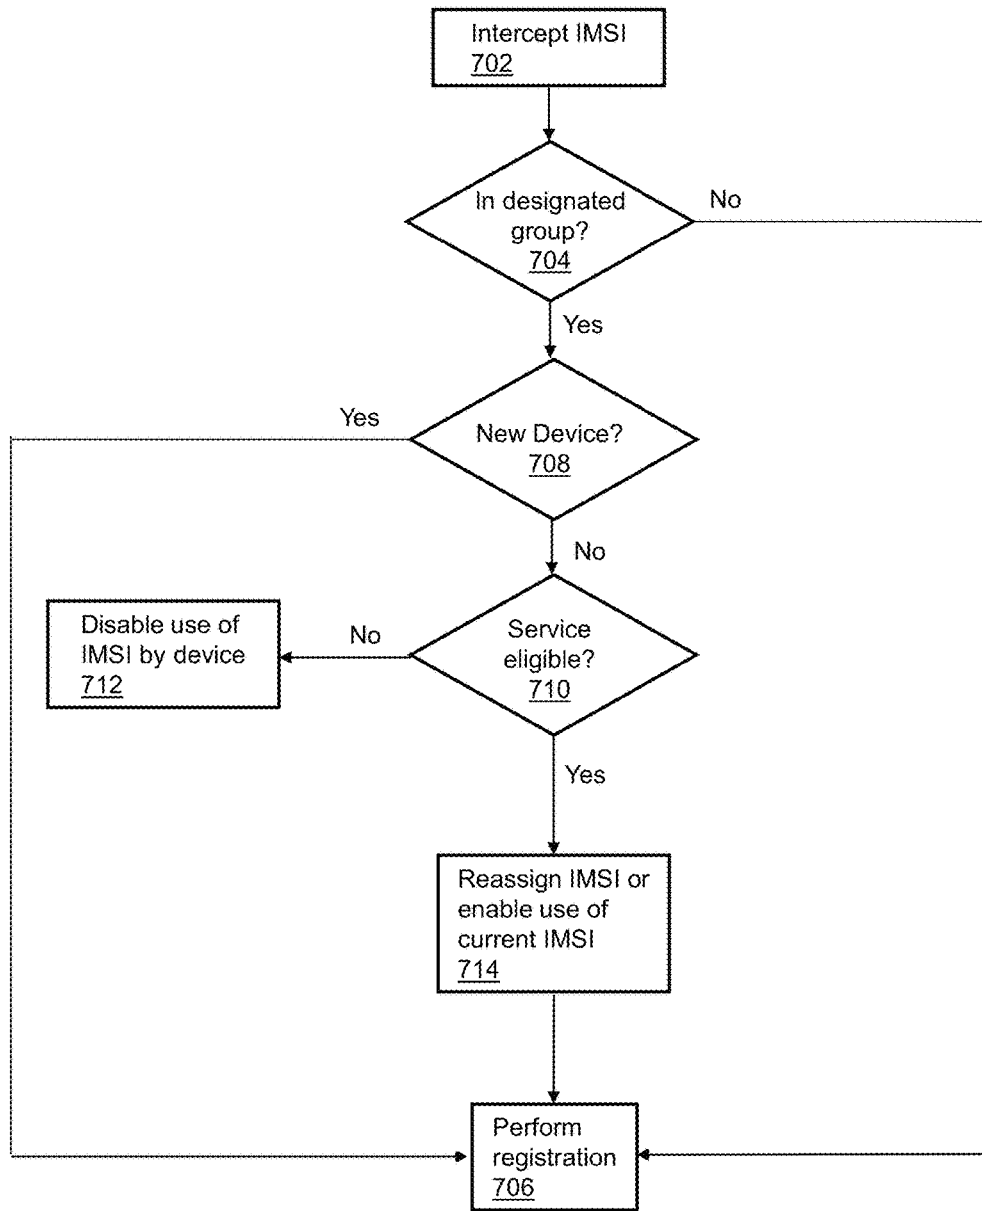 Intercept IMSI
702
In designated
group?
704
No
Yes
Yes
New Device?
708
No
Disable use of
IMSI by device
712
No
Service
eligible?
710
Yes
Reassign IMSI or
enable use of
current IMSI
714
Perform
registration
706